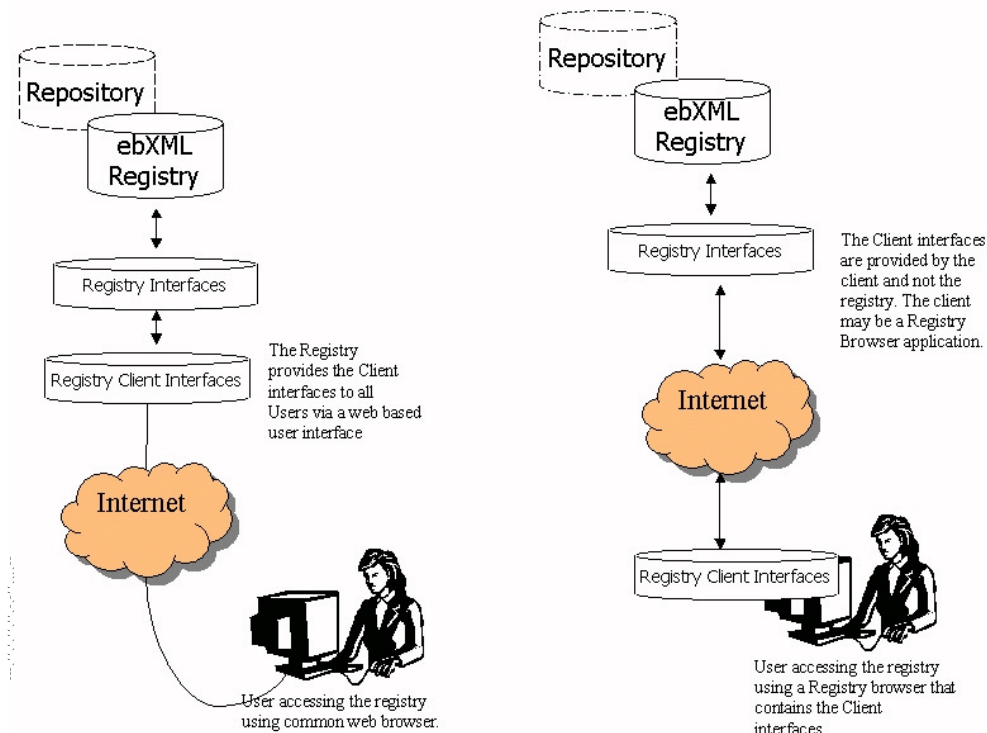 Repository
ebXML
Registry
Registry Interfaces
Registry Client Interfaces
The Registry
provides the Client
interfaces to all
Users via a web based
user interface
Internet
User accessing the registry
using common web browser.
Repository
ebXML
Registry
Registry Interfaces
The Client interfaces
are provided by the
client and not the
registry. The client
may be a Registry
Browser application.
Internet
Registry Client Interfaces
User accessing the registry
using a Registry browser that
contains the Client
interfaces